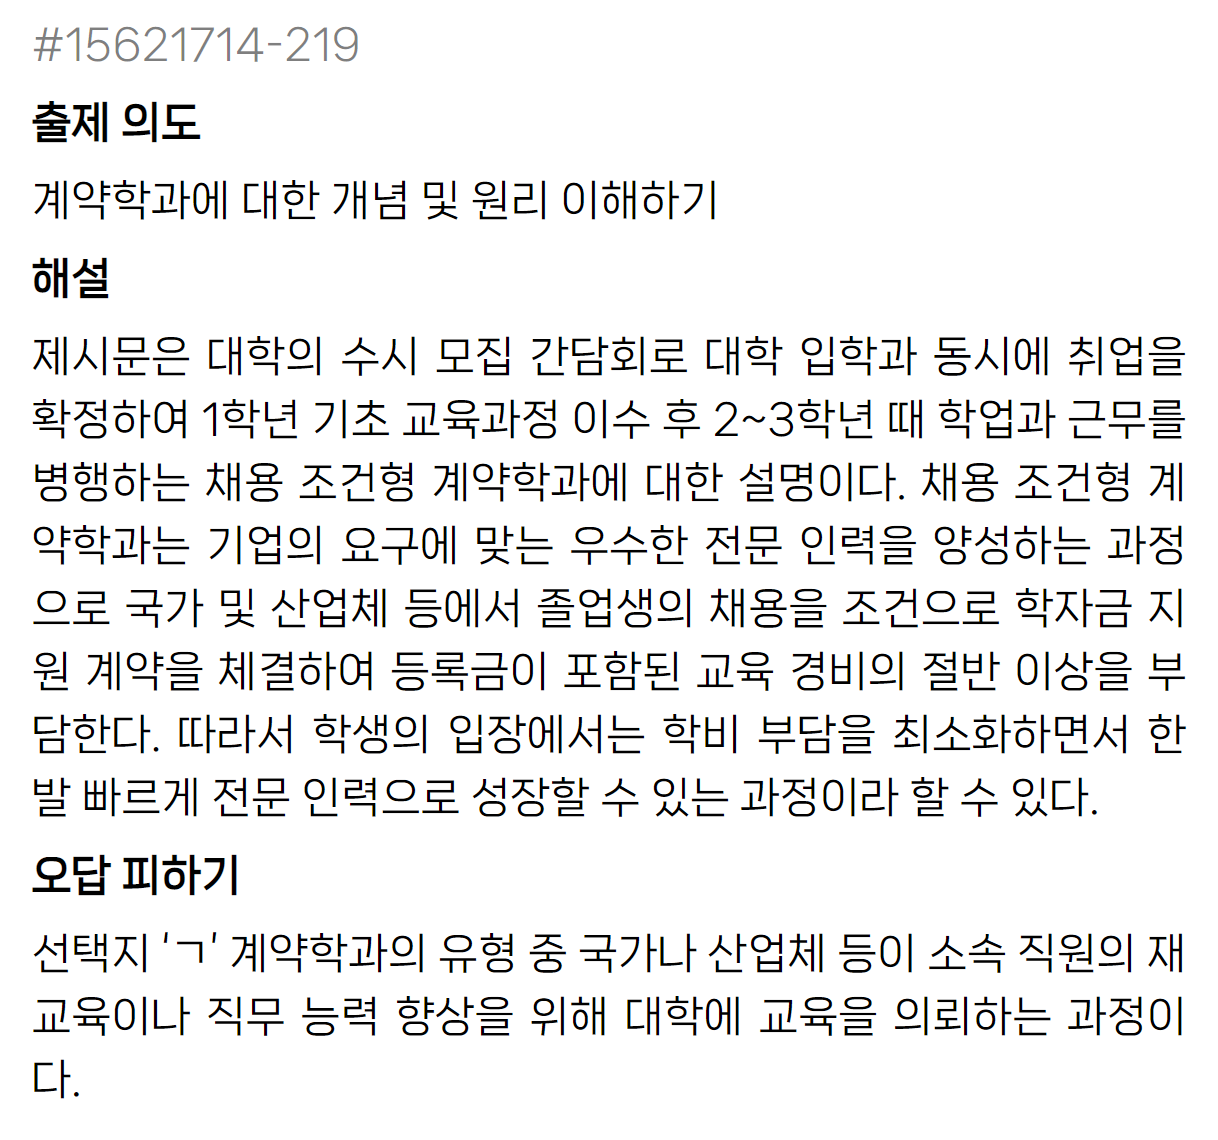 #15621714-219
출제 의도
계약학과에 대한 개념 및 원리 이해하기
해설
제시문은 대학의 수시 모집 간담회로 대학 입학과 동시에 취업을
확정하여 1학년 기초 교육과정 이수 후 2~3학년 때 학업과 근무를
병행하는 채용 조건형 계약학과에 대한 설명이다. 채용 조건형 계
약학과는 기업의 요구에 맞는 우수한 전문 인력을 양성하는 과정
으로 국가 및 산업체 등에서 졸업생의 채용을 조건으로 학자금 지
원 계약을 체결하여 등록금이 포함된 교육 경비의 절반 이상을 부
담한다. 따라서 학생의 입장에서는 학비 부담을 최소화하면서 한
발 빠르게 전문 인력으로 성장할 수 있는 과정이라 할 수 있다.
오답 피하기
선택지 ‘ㄱ’ 계약학과의 유형 중 국가나 산업체 등이 소속 직원의 재
교육이나 직무 능력 향상을 위해 대학에 교육을 의뢰하는 과정이
다.